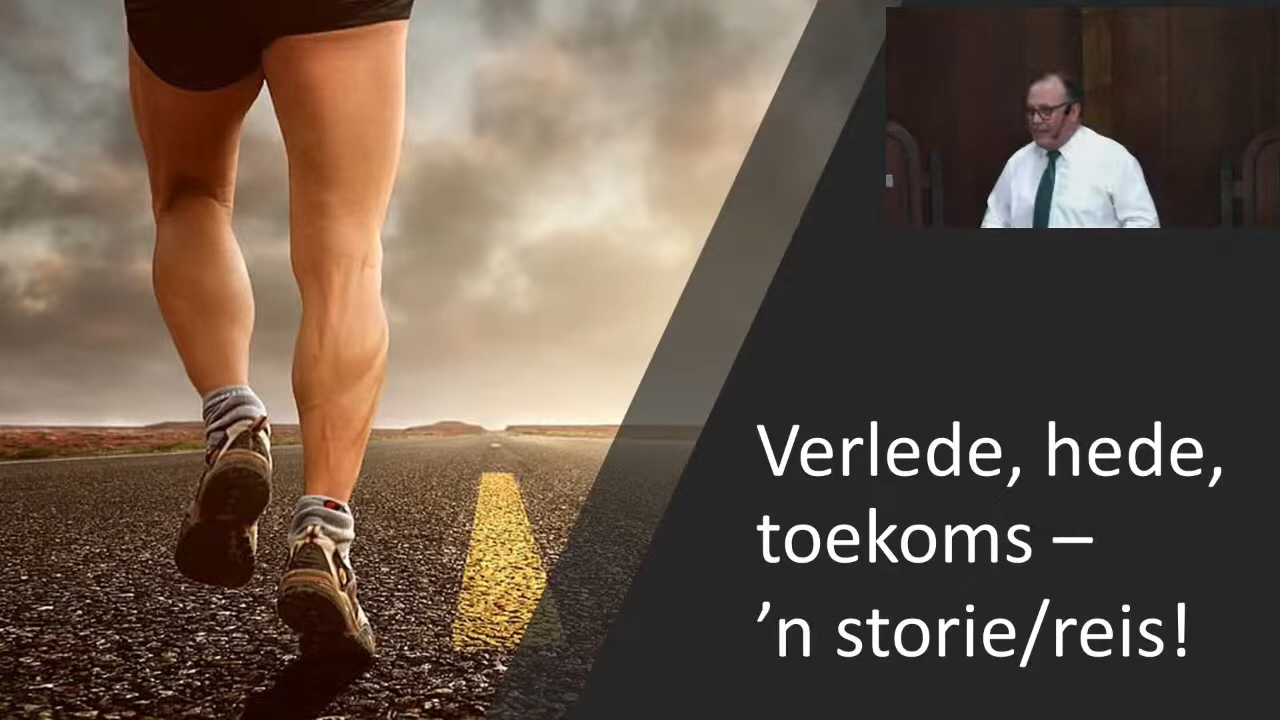 Verlede, hede,
toekoms –
’n storie/reis!